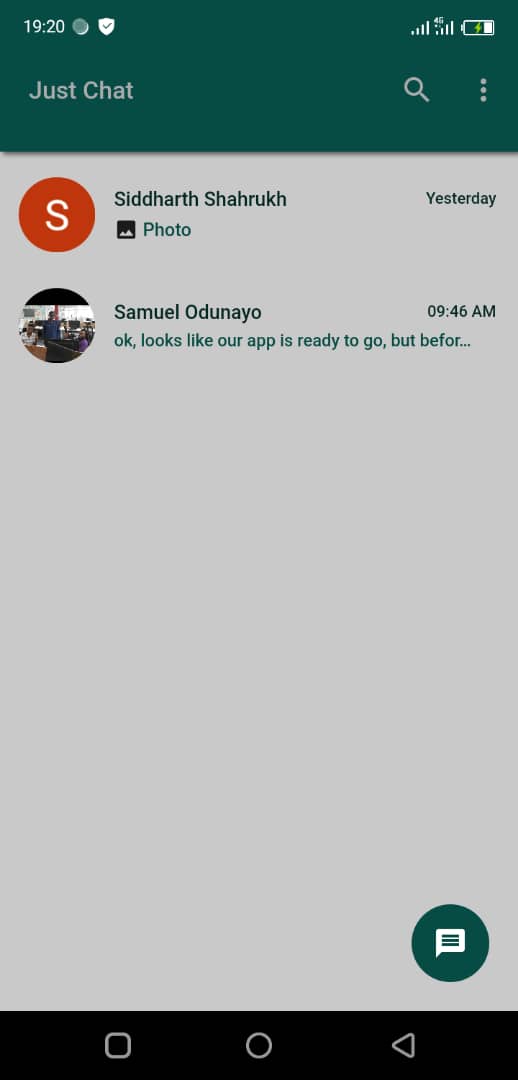 19:20
4G
Just Chat
S
Siddharth Shahrukh
Yesterday
Photo
Samuel Odunayo
09:46 AM
ok, looks like our app is ready to go, but befor...